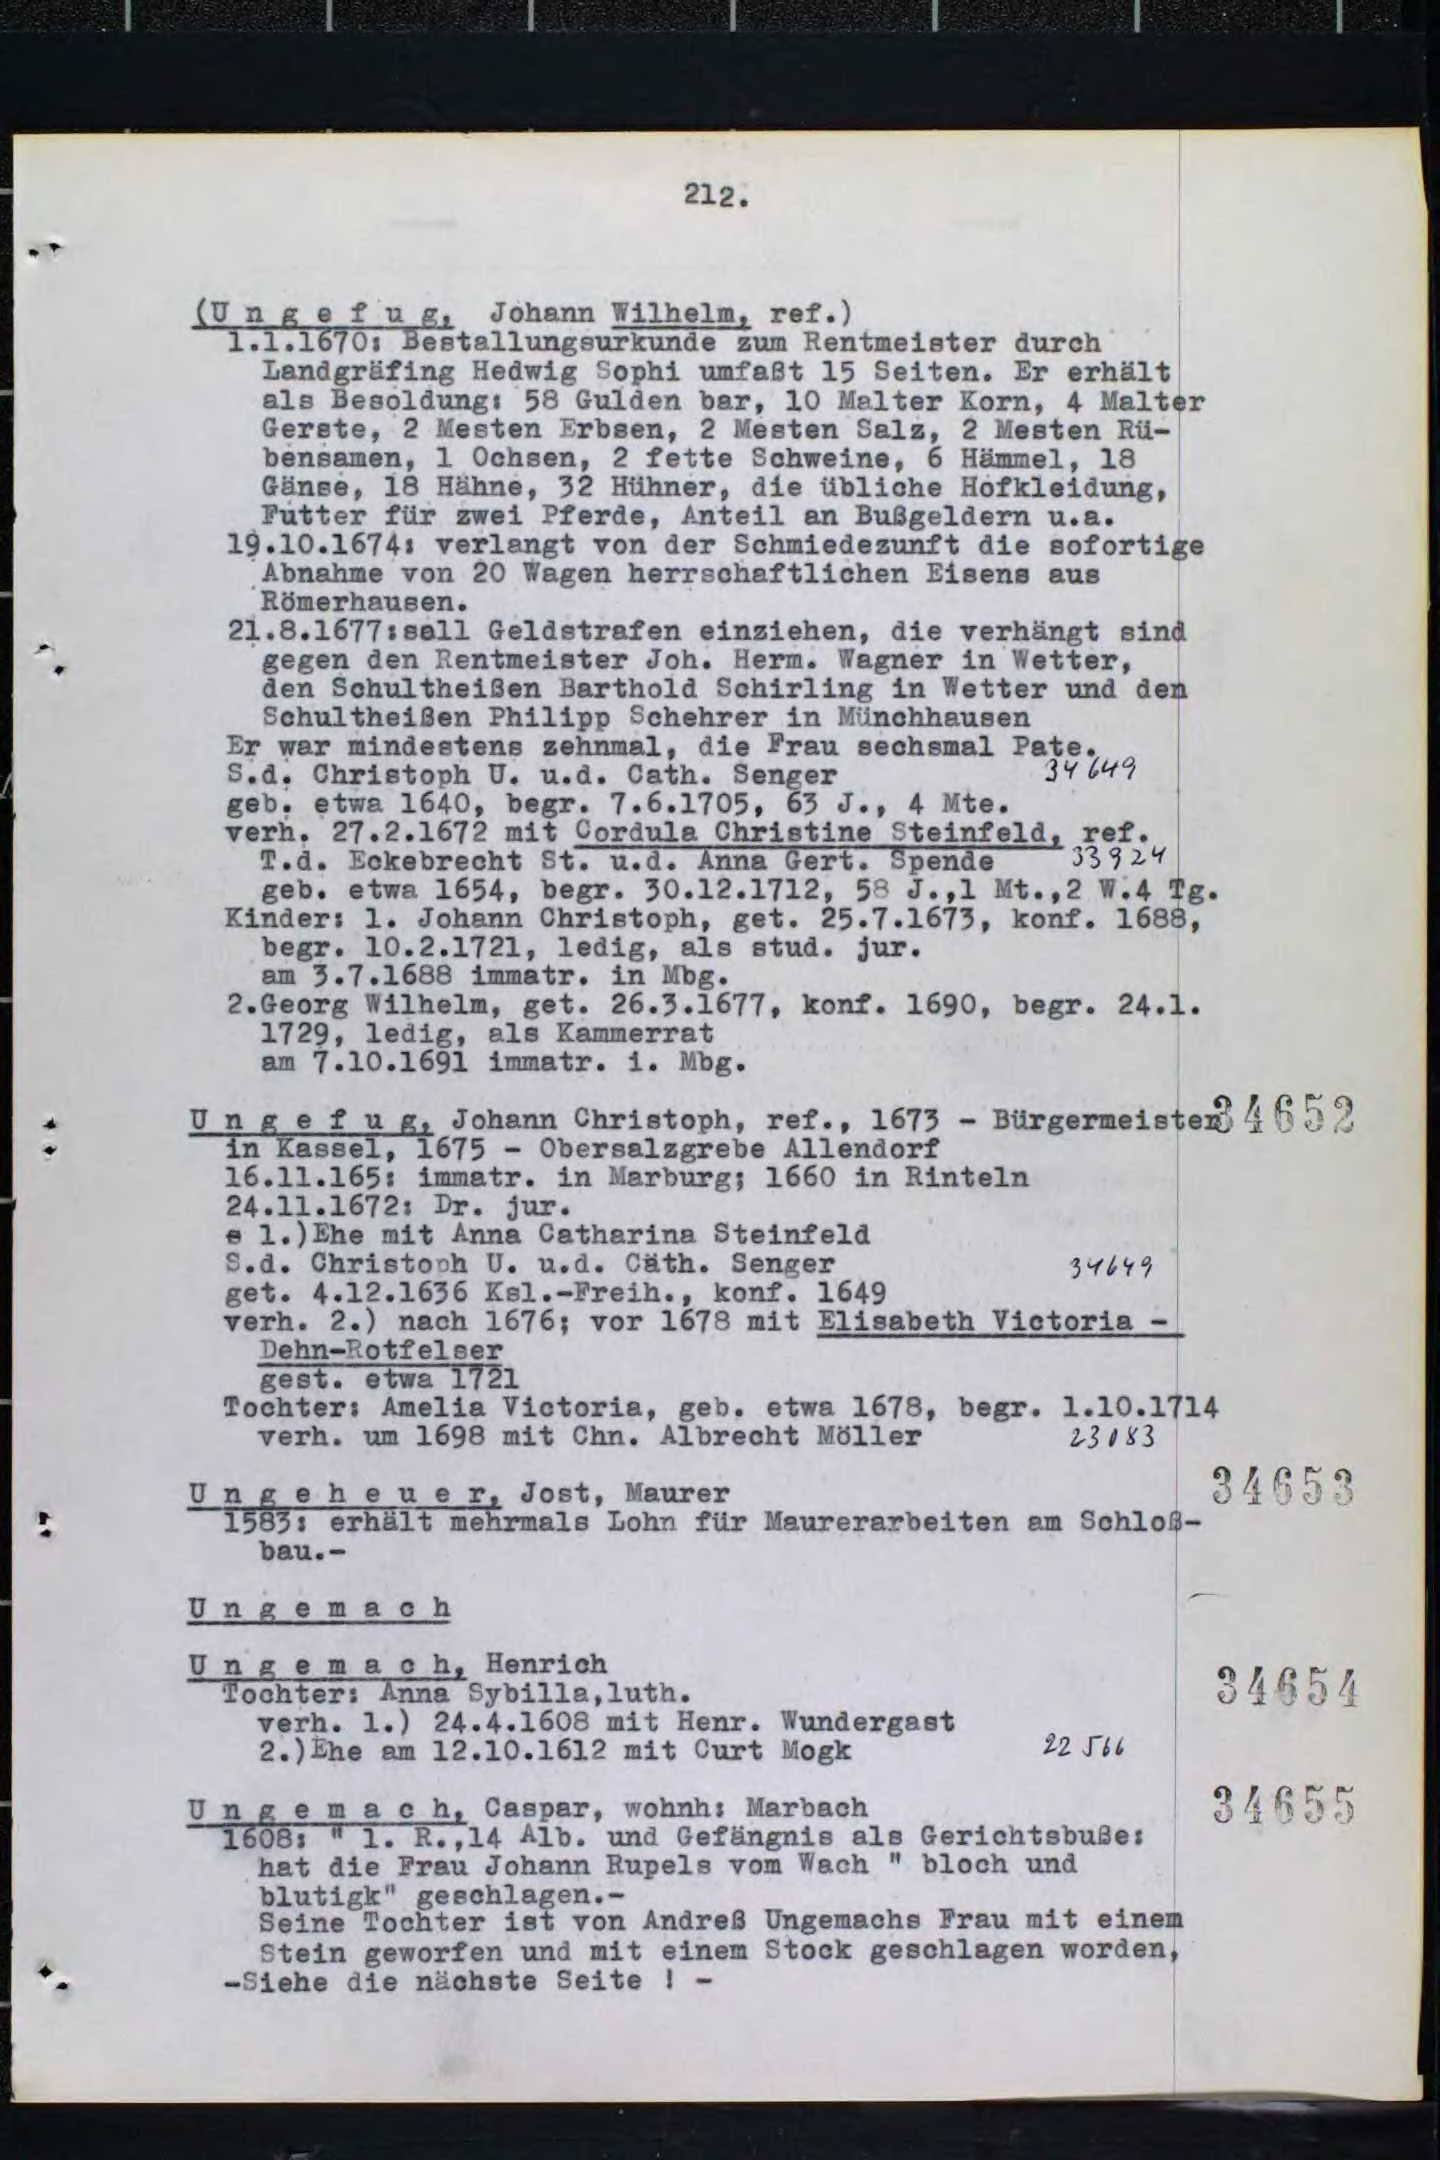 212.
(U n g e f u g, Johann Wilhelm, ref.)
1.1.1670: Bestallungsurkunde zum Rentmeister durch
Landgräfing Hedwig Sophi umfaßt 15 Seiten. Er erhält
als Besoldung: 58 Gulden bar, 10 Malter Korn, 4 Malter
Gerste, 2 Mesten Erbsen, 2 Mesten Salz, 2 Mesten Rü-
bensamen, 1 Ochsen, 2 fette Schweine, 6 Hämmel, 18
Gänse, 18 Hähne, 32 Hühner, die übliche Hofkleidung,
Futter für zwei Pferde, Anteil an Bußgeldern u.a.
19.10.1674: verlangt von der Schmiedezunft die sofortige
Abnahme von 20 Wagen herrschaftlichen Eisens aus
Römerhausen.
21.8.1677:soll Geldstrafen einziehen, die verhängt sind
gegen den Rentmeister Joh. Herm. Wagner in Wetter,
den Schultheißen Barthold Schirling in Wetter und den
Schultheißen Philipp Schehrer in Münchhausen
Er war mindestens zehnmal, die Frau sechsmal Pate.
S.d. Christoph U. u.d. Cath. Senger 34649
geb. etwa 1640, begr. 7.6.1705, 63 J., 4 Mte.
verh. 27.2.1672 mit Cordula Christine Steinfeld, ref.
T.d. Eckebrecht St. u.d. Anna Gert. Spende 33924
geb. etwa 1654, begr. 30.12.1712, 58 J.,1 Mt.,2 W.4 Tg.
Kinder: 1. Johann Christoph, get. 25.7.1673, konf. 1688,
begr. 10.2.1721, ledig, als stud. jur.
am 3.7.1688 immatr. in Mbg.
2.Georg Wilhelm, get. 26.3.1677, konf. 1690, begr. 24.1.
1729, ledig, als Kammerrat
am 7.10.1691 immatr. i. Mbg.
U n g e f u g, Johann Christoph, ref., 1673 - Bürgermeister 34652
in Kassel, 1675 - Obersalzgrebe Allendorf
16.11.165: immatr. in Marburg; 1660 in Rinteln
24.11.1672: Dr. jur.
e 1.)Ehe mit Anna Catharina Steinfeld
S.d. Christoph U. u.d. Cäth. Senger 34649
get. 4.12.1636 Ksl.-Freih., konf. 1649
verh. 2.) nach 1676; vor 1678 mit Elisabeth Victoria -
Dehn-Rotfelser
gest. etwa 1721
Tochter: Amelia Victoria, geb. etwa 1678, begr. 1.10.1714
verh. um 1698 mit Chn. Albrecht Möller 23083
U n g e h e u e r, Jost, Maurer 34653
1583: erhält mehrmals Lohn für Maurerarbeiten am Schloß-
bau.-
U n g e m a c h
U n g e m a c h, Henrich 34654
Tochter: Anna Sybilla,luth.
verh. 1.) 24.4.1608 mit Henr. Wundergast
2.)Ehe am 12.10.1612 mit Curt Mogk 22566
U n g e m a c h, Caspar, wohnh: Marbach 34655
1608: " 1. R.,14 Alb. und Gefängnis als Gerichtsbuße:
hat die Frau Johann Rupels vom Wach " bloch und
blutigk" geschlagen.-
Seine Tochter ist von Andreß Ungemachs Frau mit einem
Stein geworfen und mit einem Stock geschlagen worden,
-Siehe die nächste Seite ! -